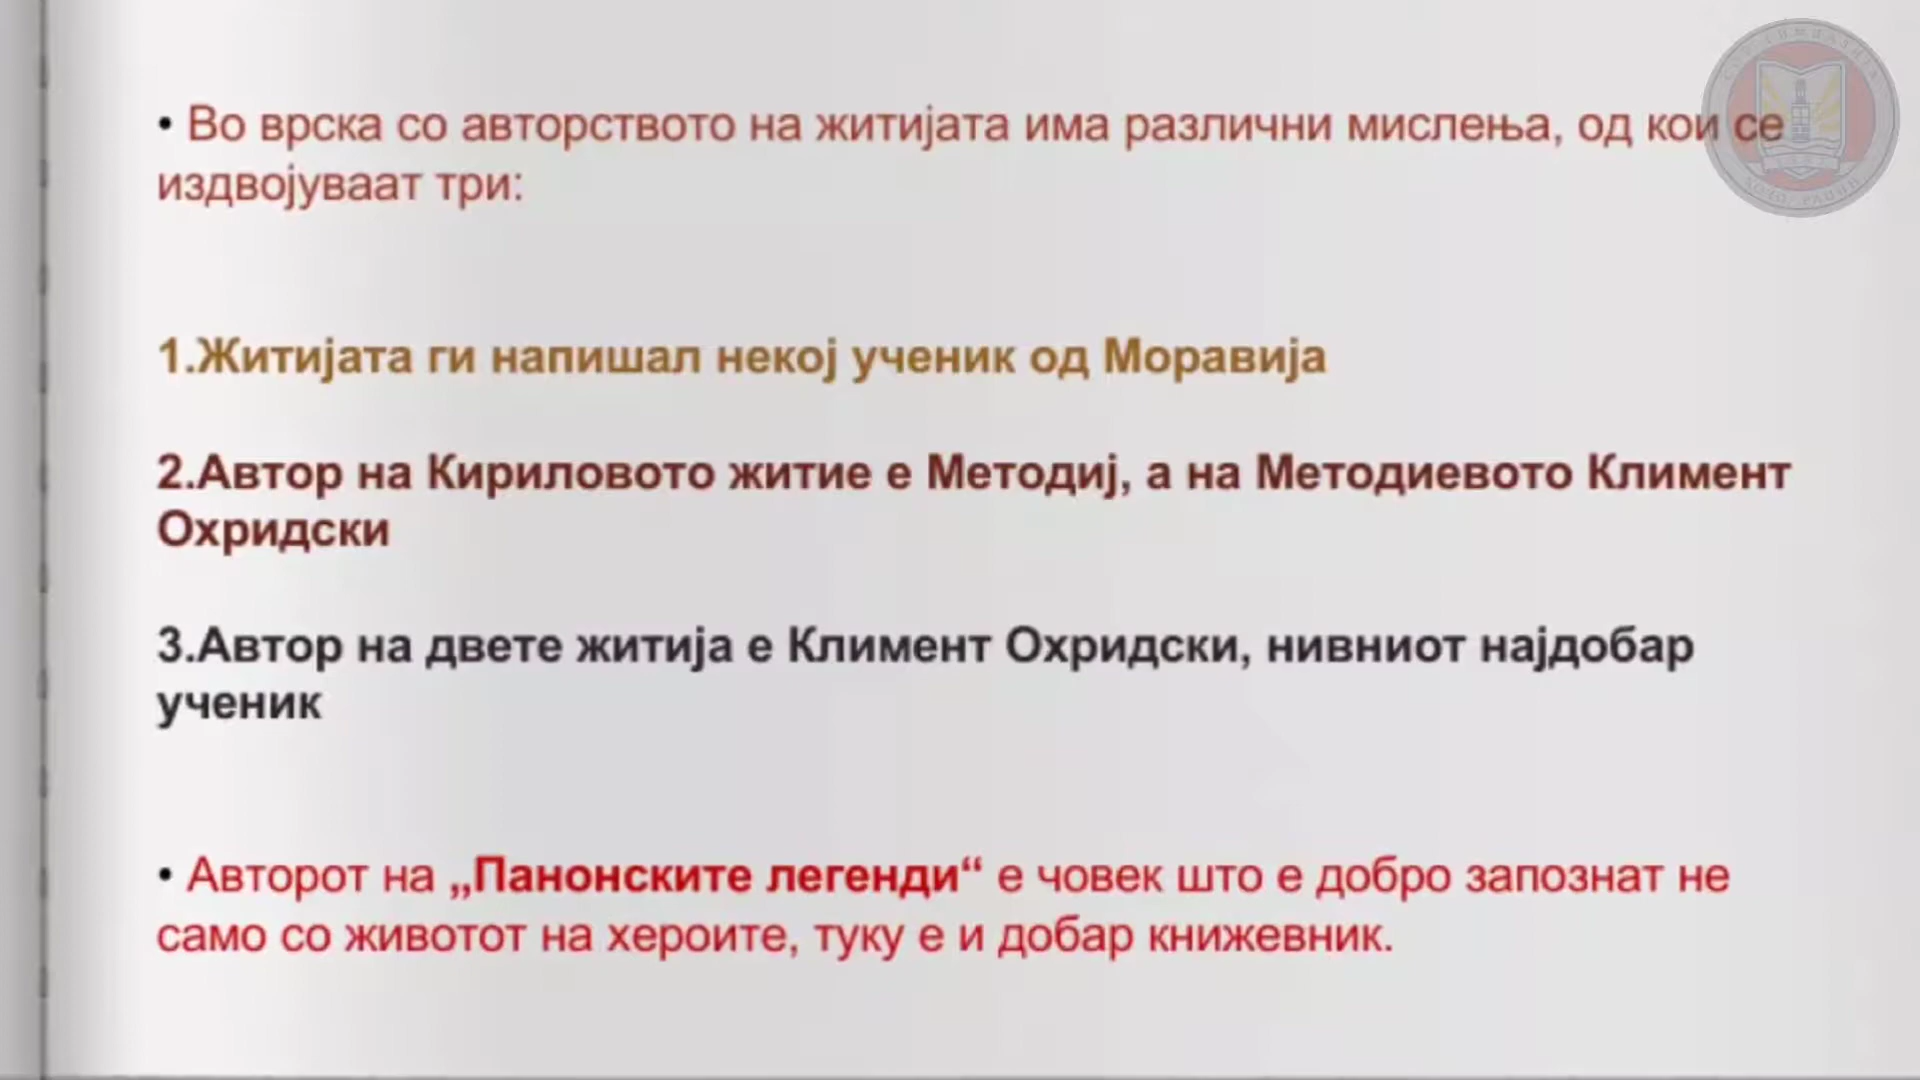 • Во врска со авторството на житијата има различни мислења, од кои се
издвојуваат три:
1.Житијата ги напишал некој ученик од Моравија
2.Автор на Кириловото житие е Методиј, а на Методиевото Климент
Охридски
3.Автор на двете житија е Климент Охридски, нивниот најдобар
ученик
• Авторот на „Панонските легенди“ е човек што е добро запознат не
само со животот на хероите, туку е и добар книжевник.